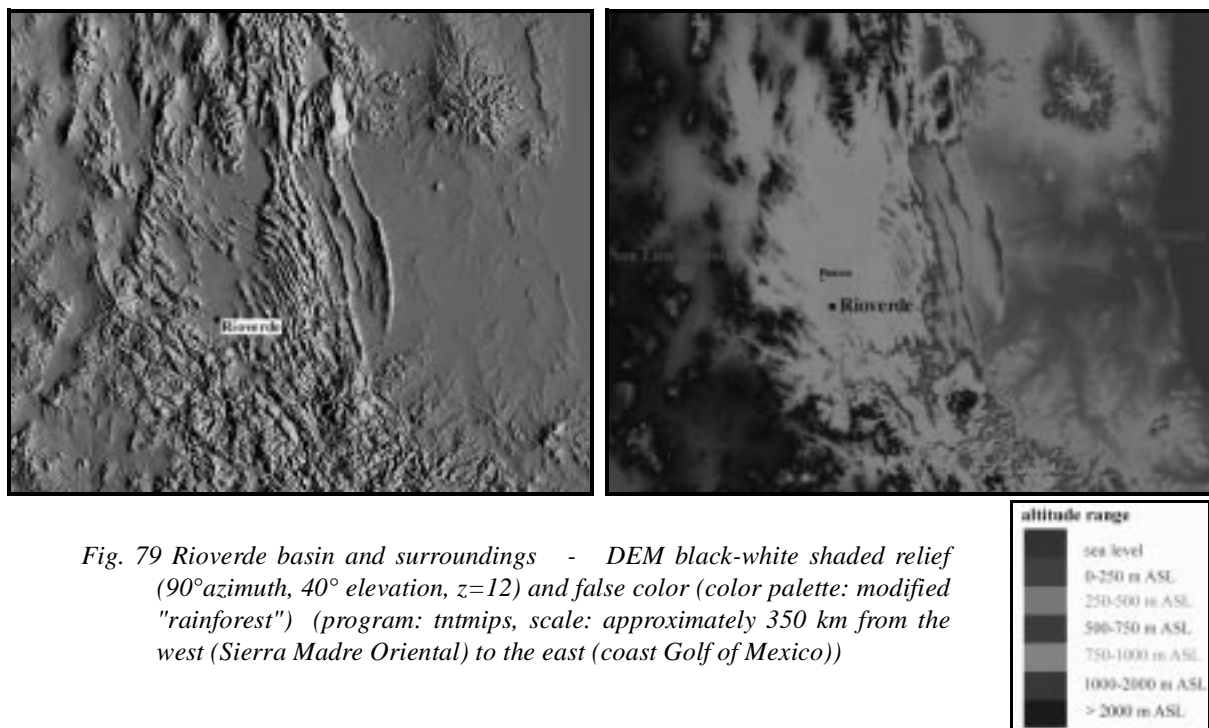 Rioverde
San Luis
Rioverde
Fig. 79 Rioverde basin and surroundings - DEM black-white shaded relief
(90°azimuth, 40° elevation, z=12) and false color (color palette: modified
"rainforest") (program: tntmips, scale: approximately 350 km from the
west (Sierra Madre Oriental) to the east (coast Golf of Mexico))
altitude range
sea level
0-250 m ASL
250-500 m ASL
500-750 m ASL
750-1000 m ASL
1000-2000 m ASL
> 2000 m ASL